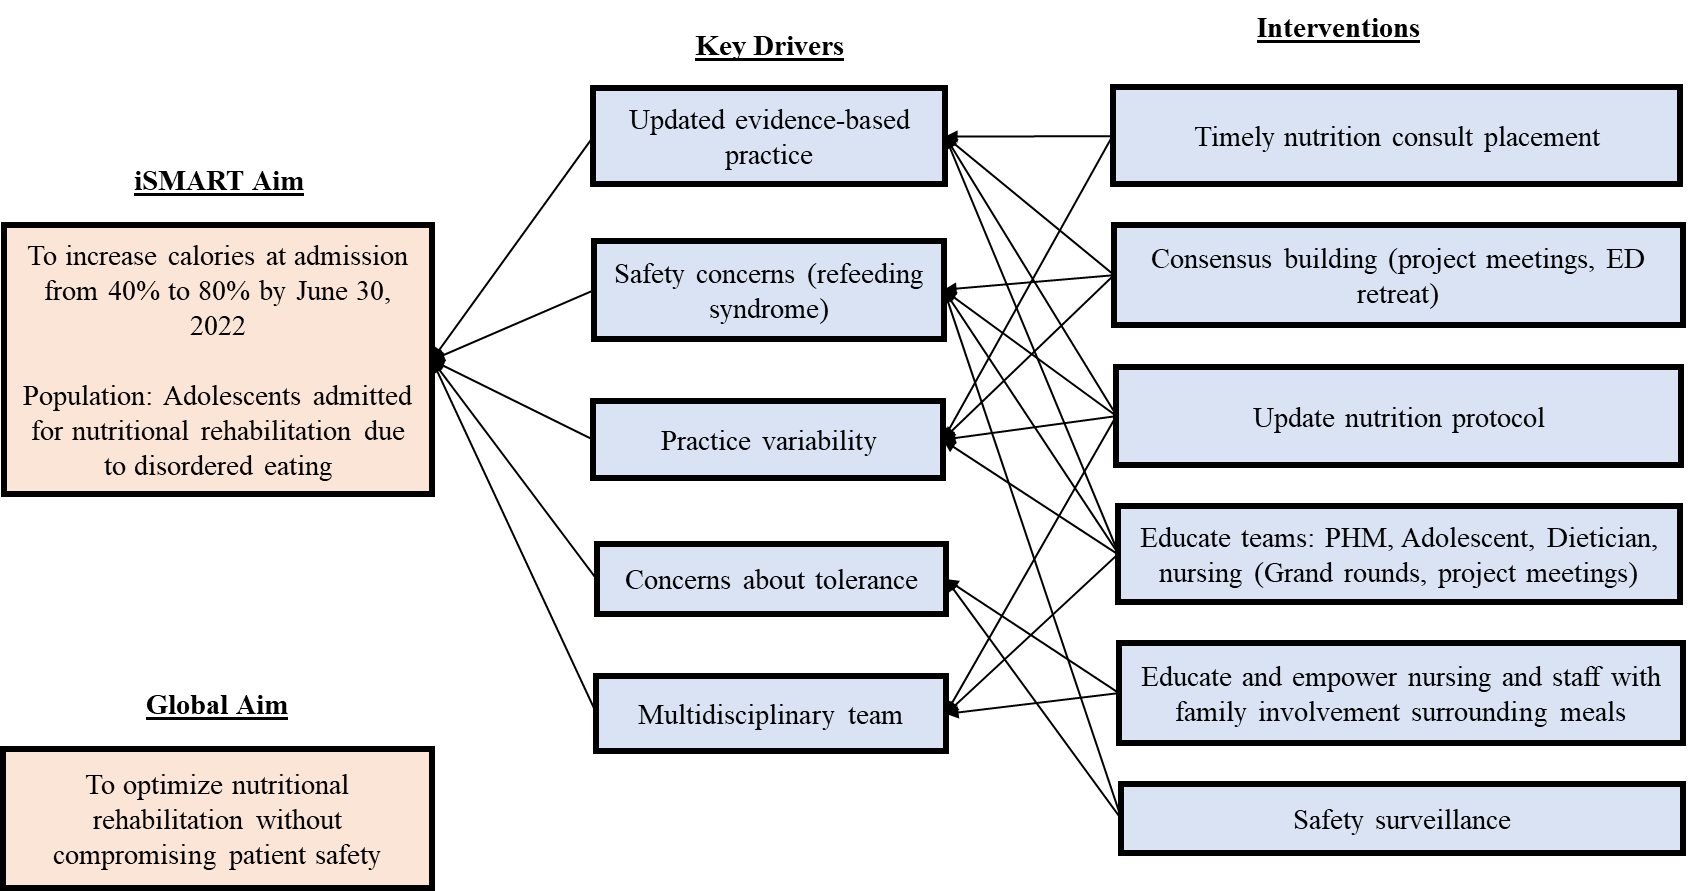 iSMART Aim
To increase calories at admission
from 40% to 80% by June 30,
2022
Population: Adolescents admitted
for nutritional rehabilitation due
to disordered eating
Global Aim
To optimize nutritional
rehabilitation without
compromising patient safety
Key Drivers
Updated evidence-based
practice
Safety concerns (refeeding
syndrome)
Practice variability
Concerns about tolerance
Multidisciplinary team
Interventions
Timely nutrition consult placement
Consensus building (project meetings, ED
retreat)
Update nutrition protocol
Educate teams: PHM, Adolescent, Dietician,
nursing (Grand rounds, project meetings)
Educate and empower nursing and staff with
family involvement surrounding meals
Safety surveillance